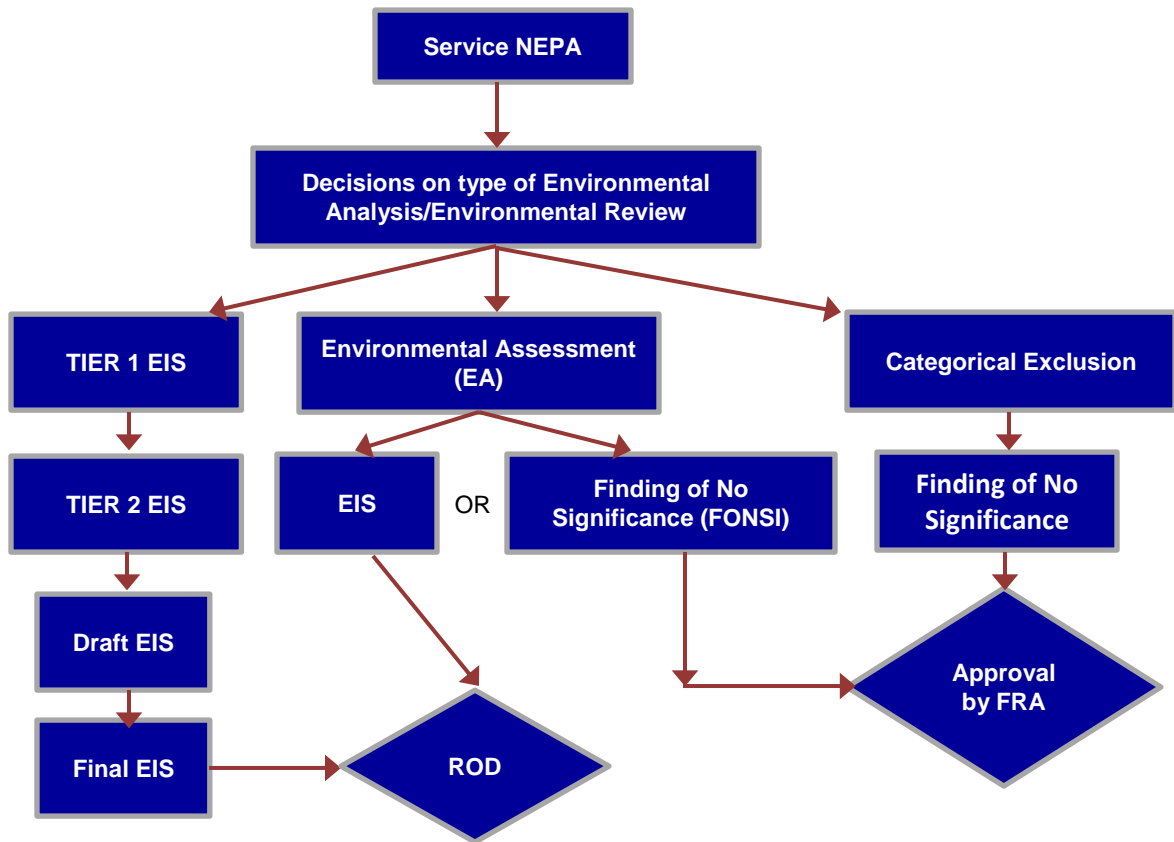 Service NEPA
Decisions on type of Environmental
Analysis/Environmental Review
TIER 1 EIS
Environmental Assessment
(EA)
Categorical Exclusion
TIER 2 EIS
EIS
OR
Finding of No
Significance (FONSI)
Finding of No
Significance
Draft EIS
Approval
by FRA
Final EIS
ROD